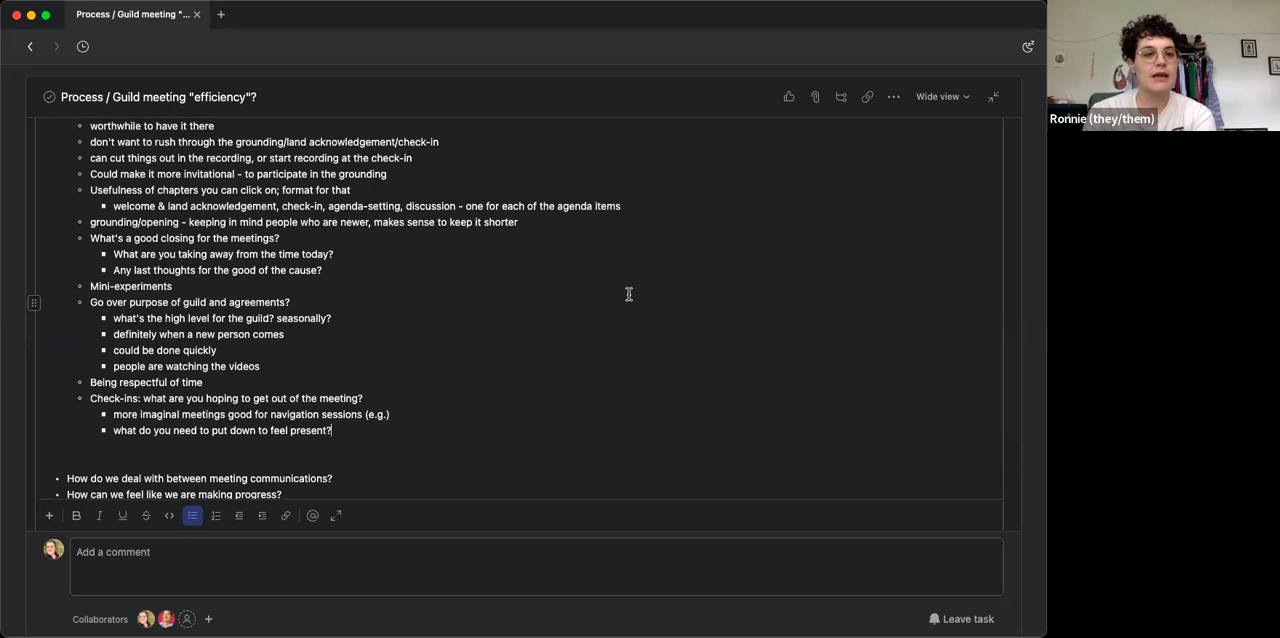 Process / Guild meeting "...
Process / Guild meeting "efficiency"?
Wide view
worthwhile to have it there
don't want to rush through the grounding/land acknowledgement/check-in
can cut things out in the recording, or start recording at the check-in
Could make it more invitational - to participate in the grounding
Usefulness of chapters you can click on; format for that
welcome & land acknowledgement, check-in, agenda-setting, discussion - one for each of the agenda items
grounding/opening - keeping in mind people who are newer, makes sense to keep it shorter
What's a good closing for the meetings?
What are you taking away from the time today?
Any last thoughts for the good of the cause?
Mini-experiments
Go over purpose of guild and agreements?
what's the high level for the guild? seasonally?
definitely when a new person comes
could be done quickly
people are watching the videos
Being respectful of time
Check-ins: what are you hoping to get out of the meeting?
more imaginal meetings good for navigation sessions (e.g.)
what do you need to put down to feel present?
How do we deal with between meeting communications?
How can we feel like we are making progress?
Add a comment
Collaborators
Leave task
Ronnie (they/them)